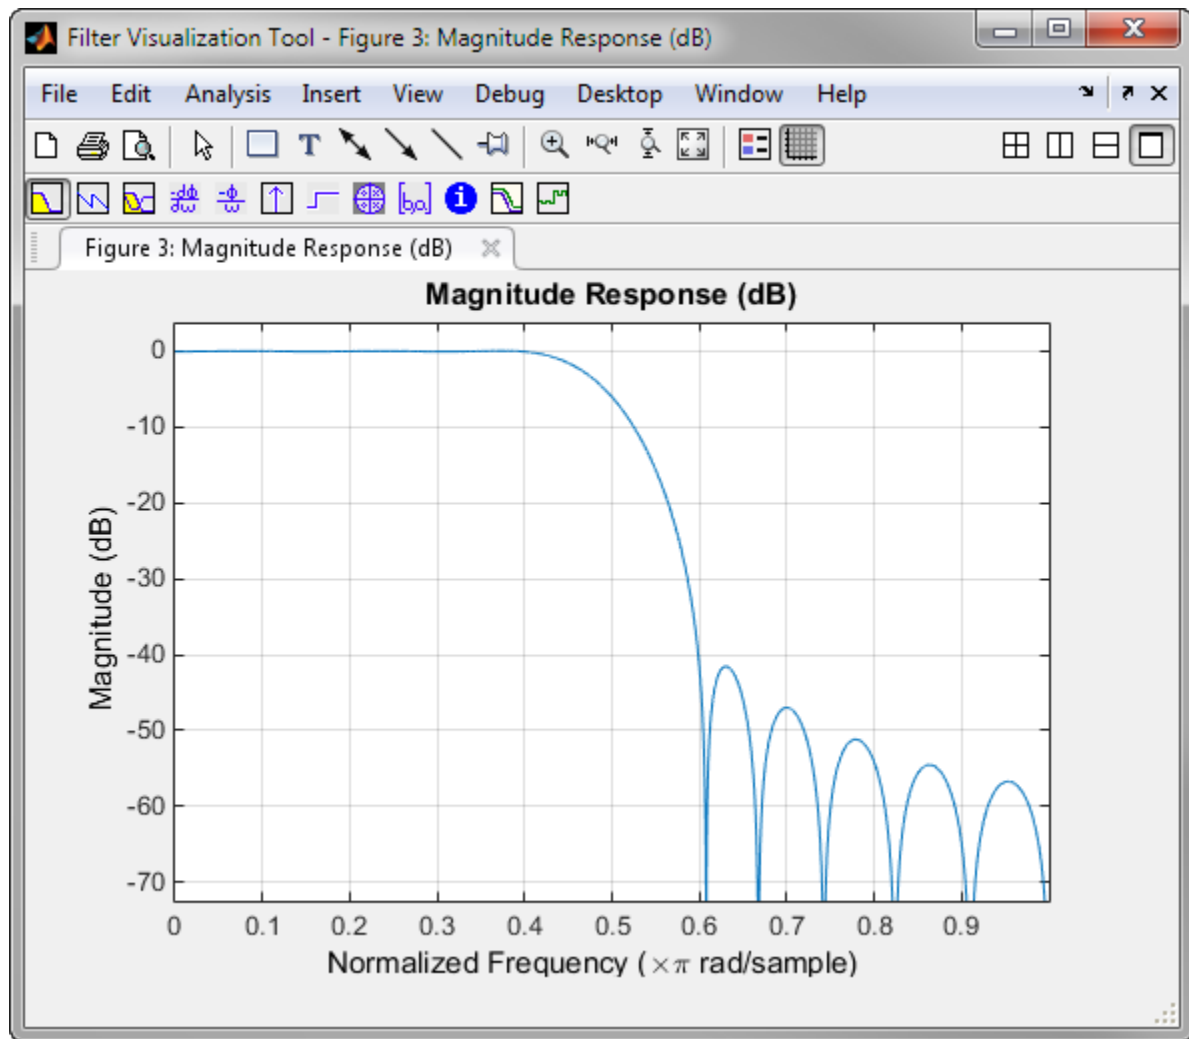 Filter Visualization Tool - Figure 3: Magnitude Response (dB)
File Edit Analysis Insert View Debug Desktop Window Help
T
Figure 3: Magnitude Response (dB)
Magnitude Response (dB)
0
-10
-20
-30
-40
-50
-60
-70
Magnitude (dB)
0 0.1 0.2 0.3 0.4 0.5 0.6 0.7 0.8 0.9
Normalized Frequency (×π rad/sample)